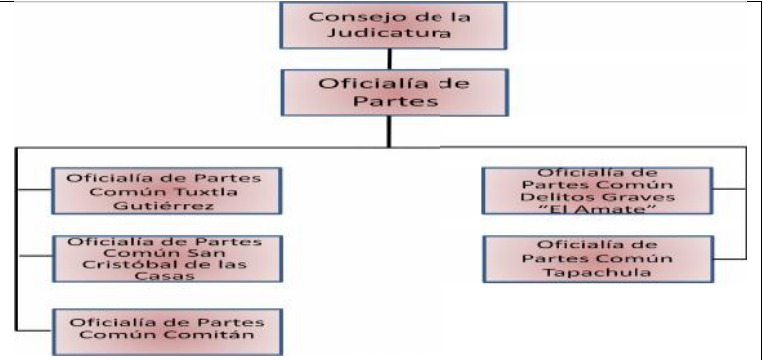 Consejo de la
Judicatura
Oficialía de
Partes
Oficialía de Partes
Común Tuxtla
Gutiérrez
Oficialía de Partes
Común San
Cristóbal de las
Casas
Oficialía de Partes
Común Comitán
Oficialía de
Partes Común
Delitos Graves
“El Amate”
Oficialía de
Partes Común
Tapachula